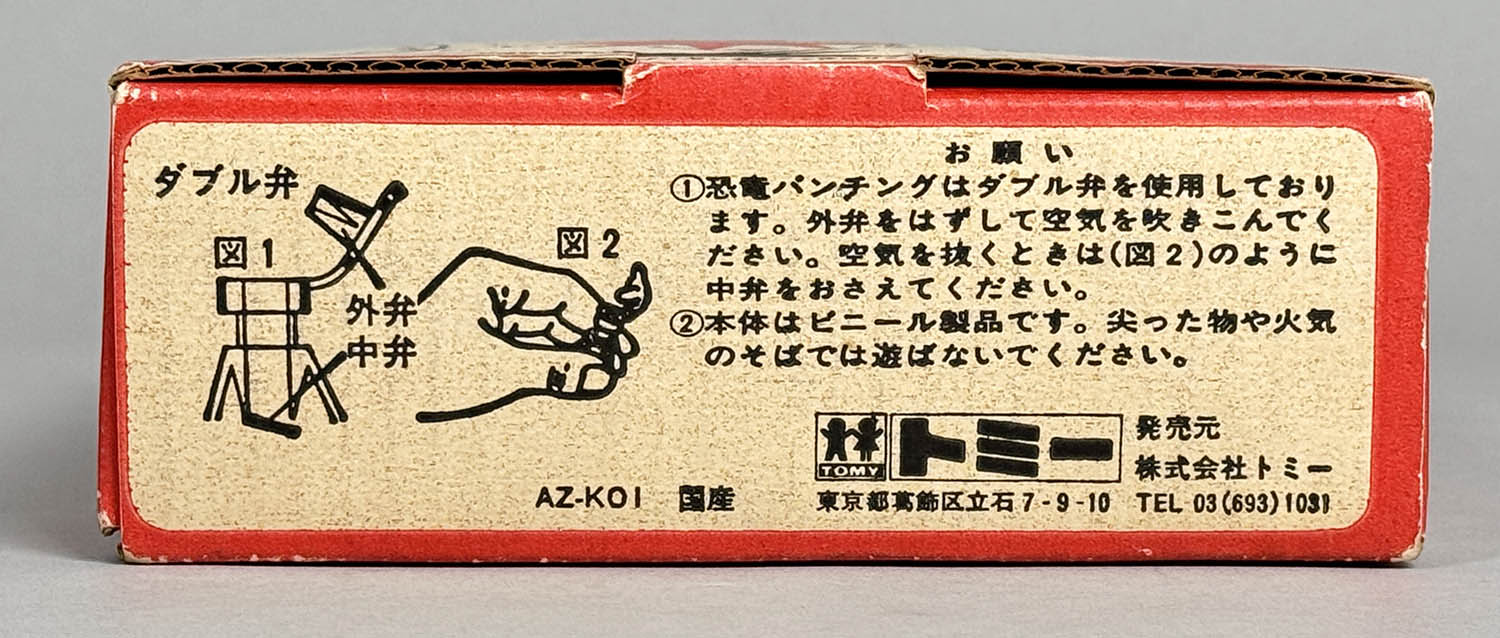 ダブル弁
図1
外弁
中弁
図2
お願い
①恐竜パンチングはダブル弁を使用しており
ます。外弁をはずして空気を吹きこんでく
ださい。空気を抜くときは(図2)のように
中弁をおさえてください。
②本体はビニール製品です。尖った物や火気
のそばでは遊ばないでください。
TOMY
トミー
発売元
株式会社トミー
AZ-KO1 国産
東京都葛飾区立石7-9-10 TEL 03(693)1031